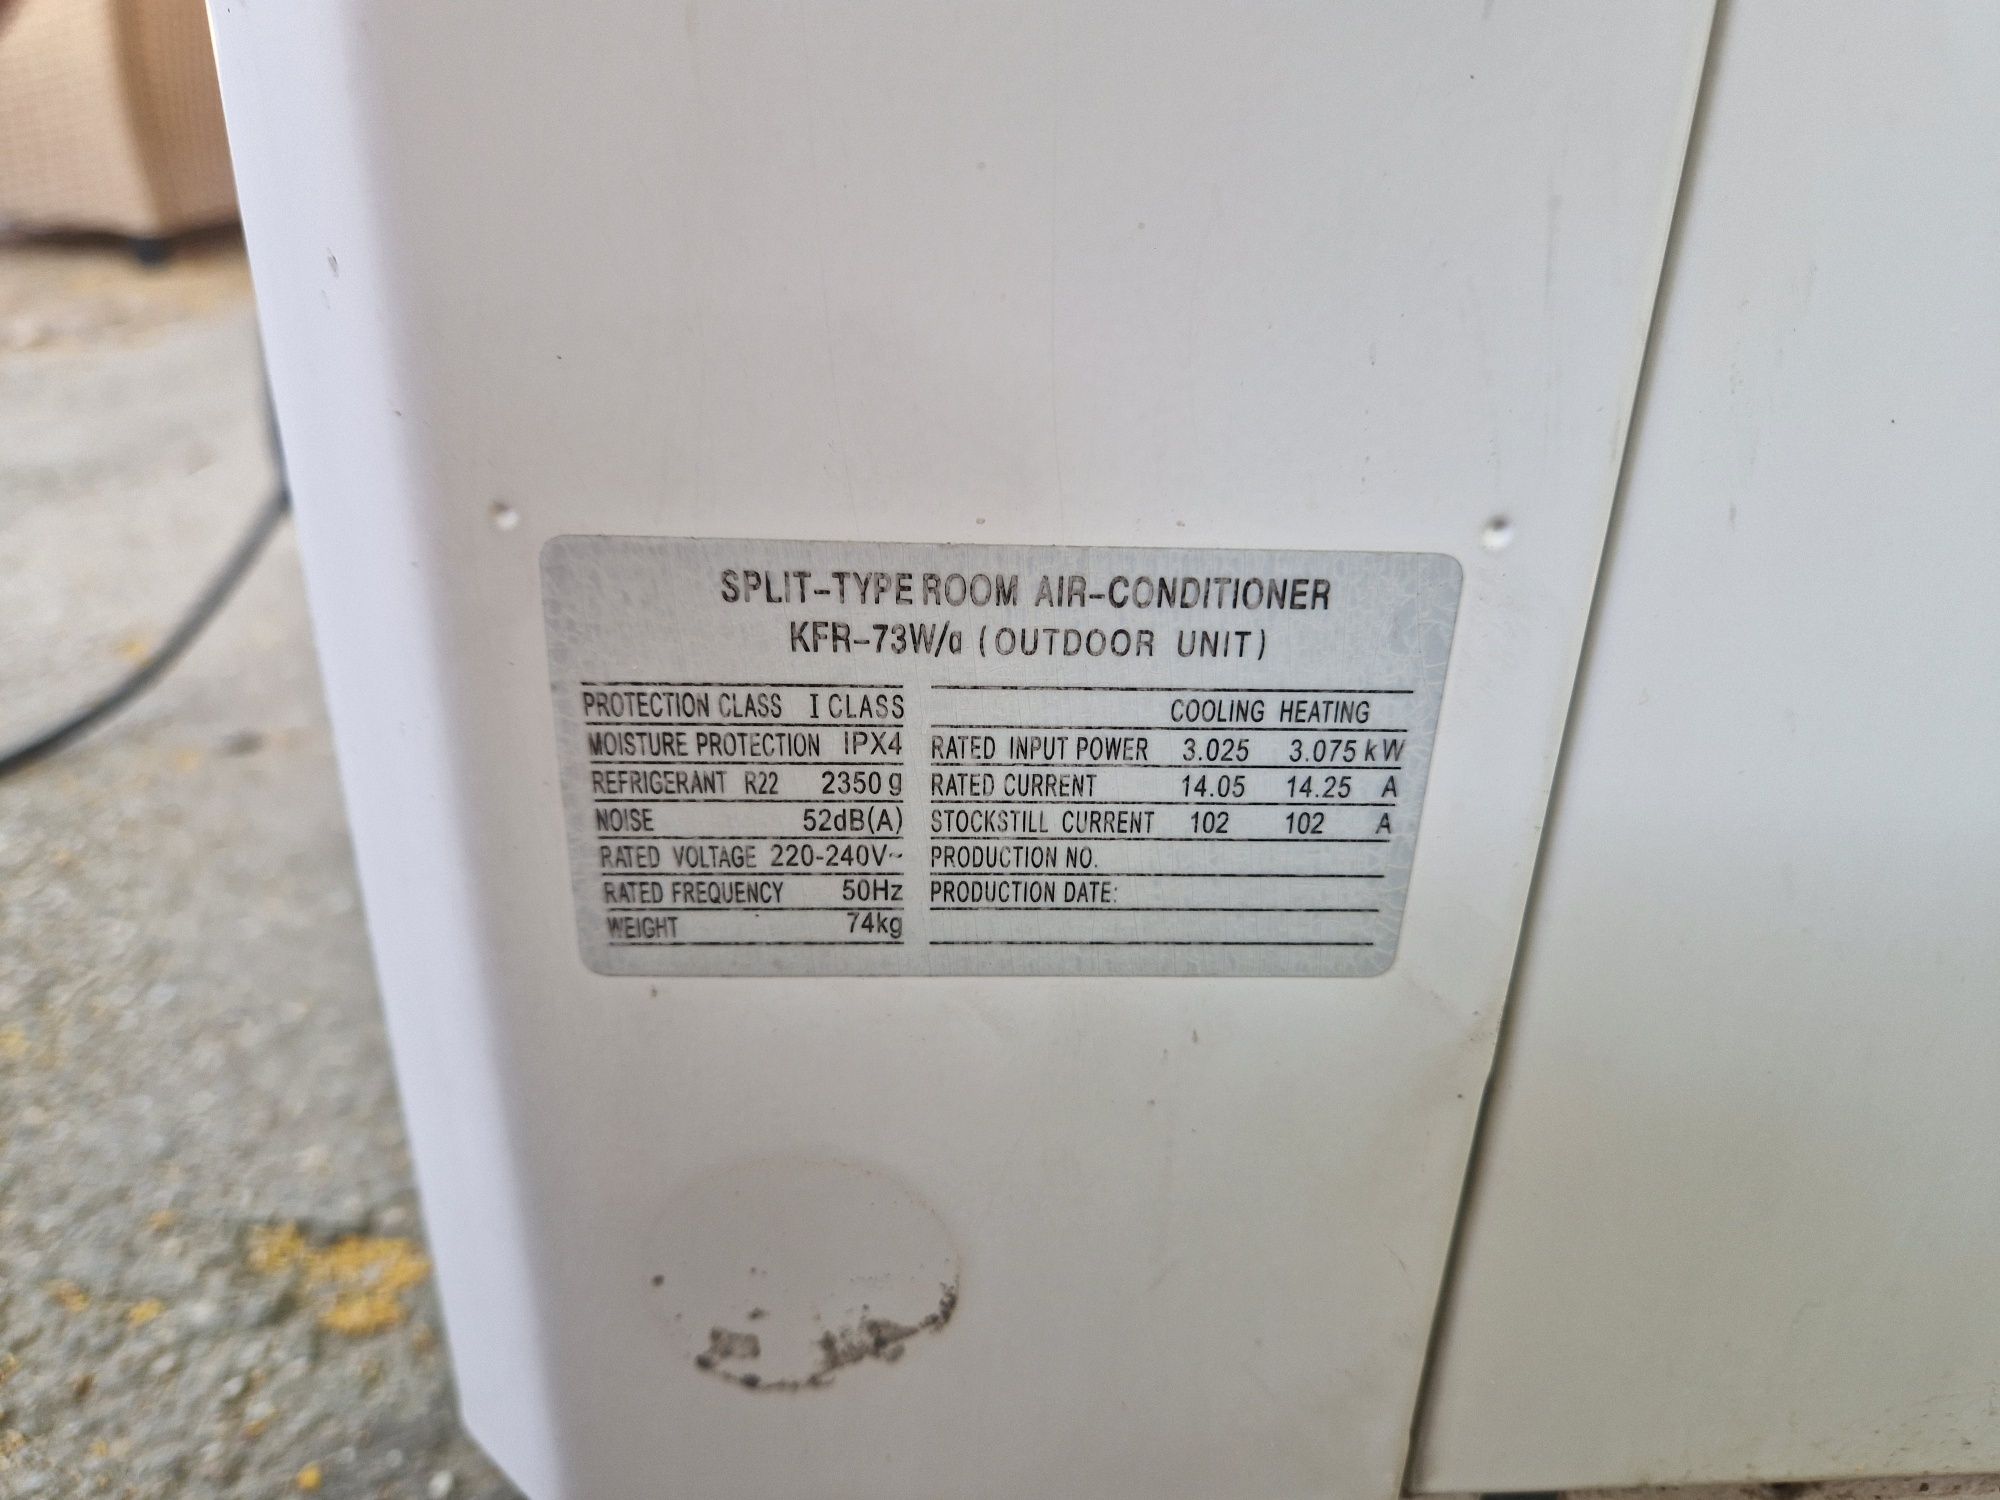 SPLIT-TYPE ROOM AIR-CONDITIONER
KFR-73W/a (OUTDOOR UNIT)
PROTECTION CLASS I CLASS
MOISTURE PROTECTION IPX4
REFRIGERANT R22 2350 g
NOISE 52dB(A)
RATED VOLTAGE 220-240V~
RATED FREQUENCY 50Hz
WEIGHT 74kg
COOLING HEATING
RATED INPUT POWER 3.025 3.075 kW
RATED CURRENT 14.05 14.25 A
STOCKSTILL CURRENT 102 102 A
PRODUCTION NO.
PRODUCTION DATE: